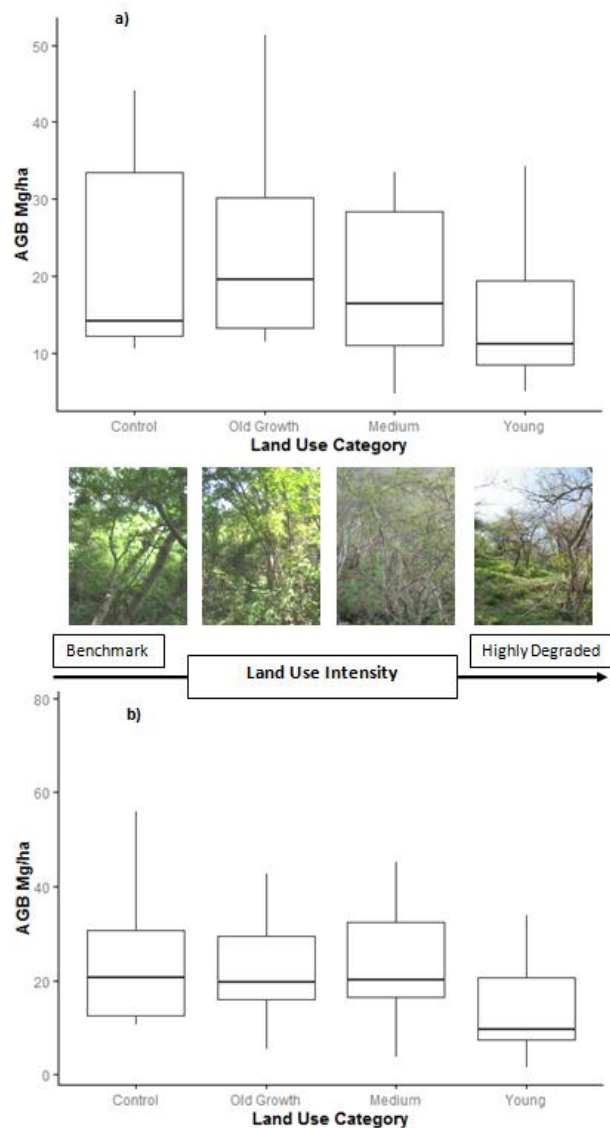 a)
AGB Mg/ha
50
40
30
20
10
Control Old Growth Medium Young
Land Use Category
Benchmark
Land Use Intensity
Highly Degraded
b)
AGB Mg/ha
80
60
40
20
0
Control Old Growth Medium Young
Land Use Category